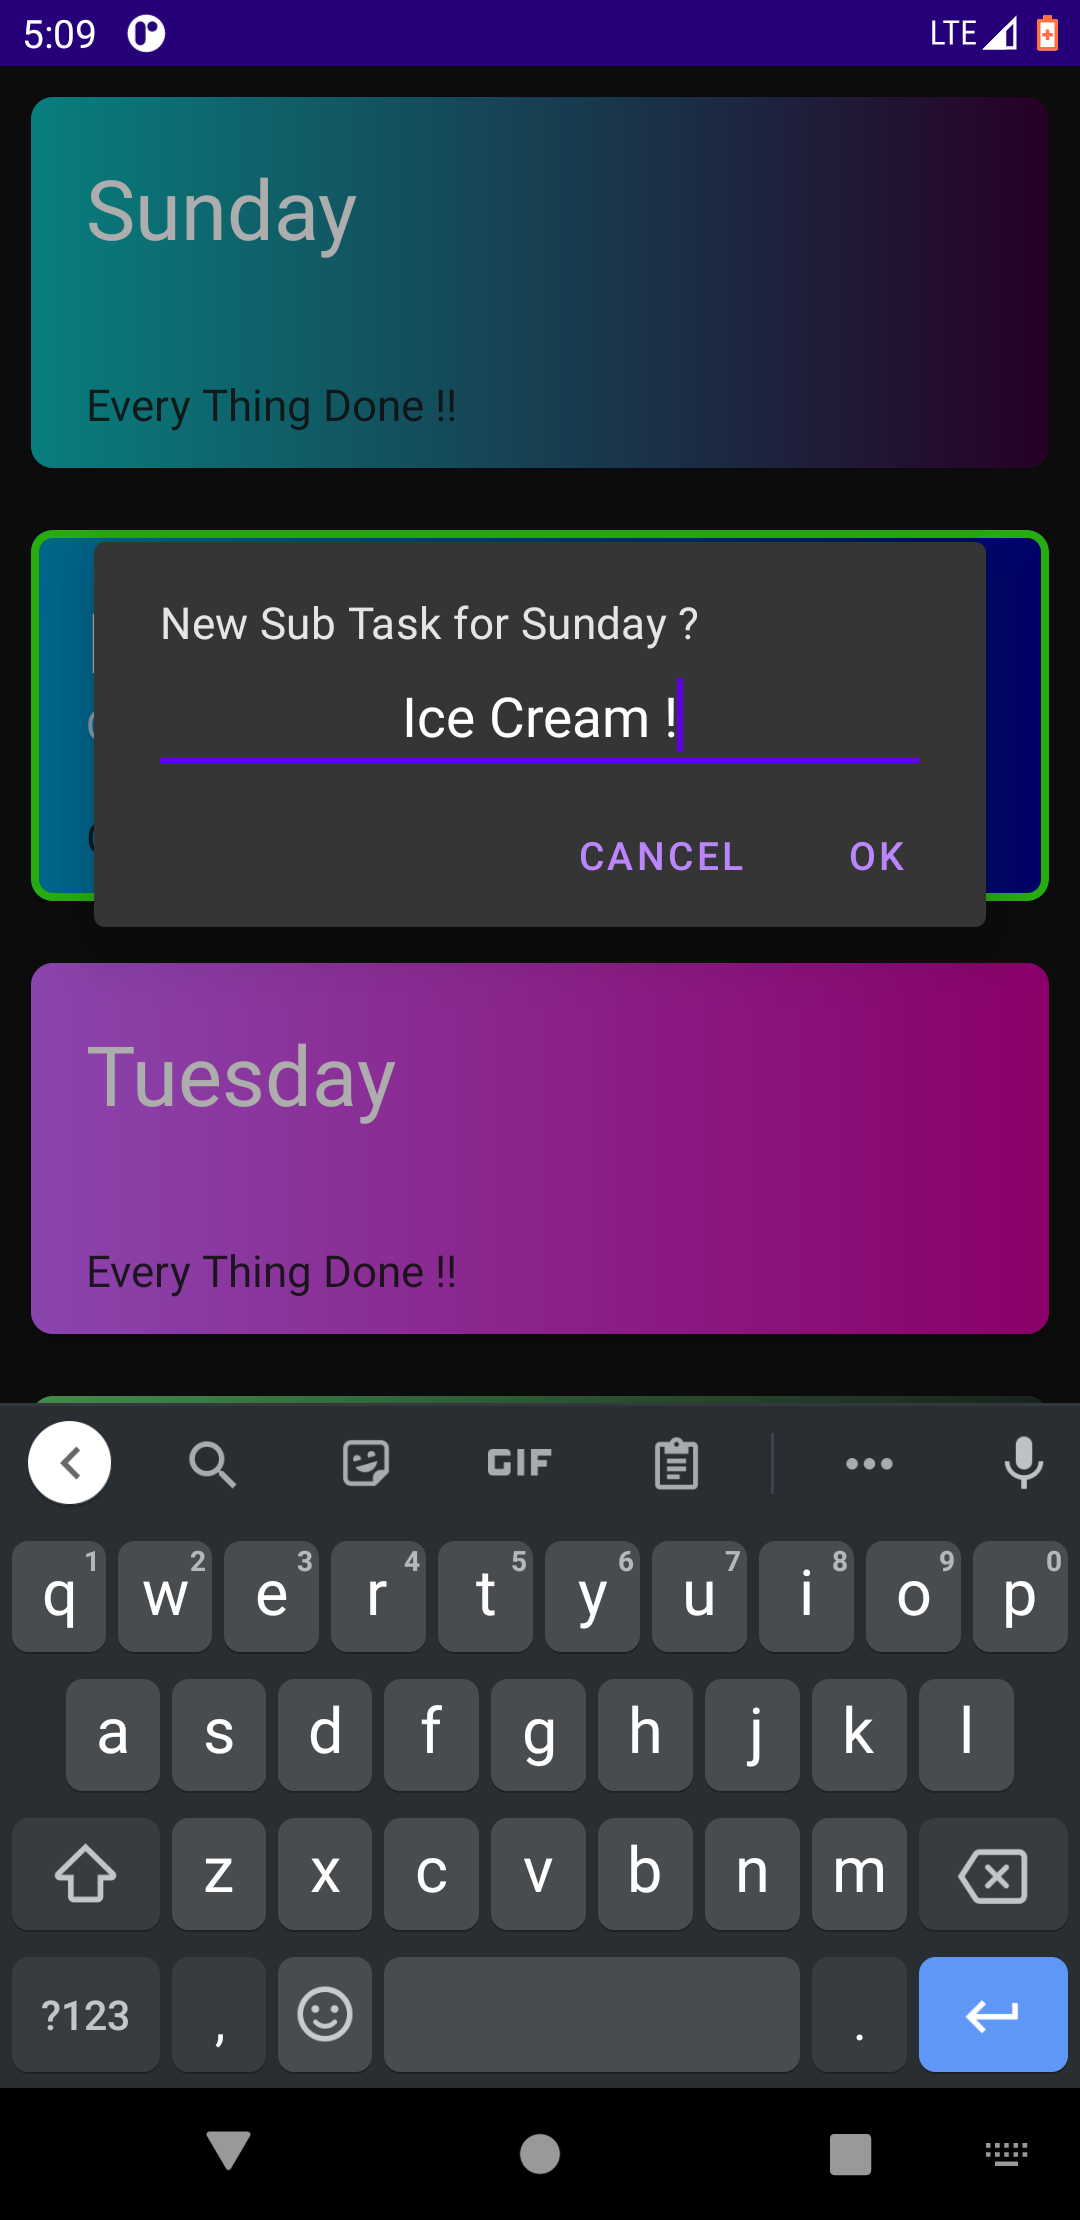 5:09
LTE
Sunday
Every Thing Done !!
New Sub Task for Sunday ?
Ice Cream !
CANCEL OK
Tuesday
Every Thing Done !!
GIF
q 1 w 2 e 3 r 4 t 5 y 6 u 7 i 8 o 9 p 0
a s d f g h j k l
z x c v b n m
?123 , .